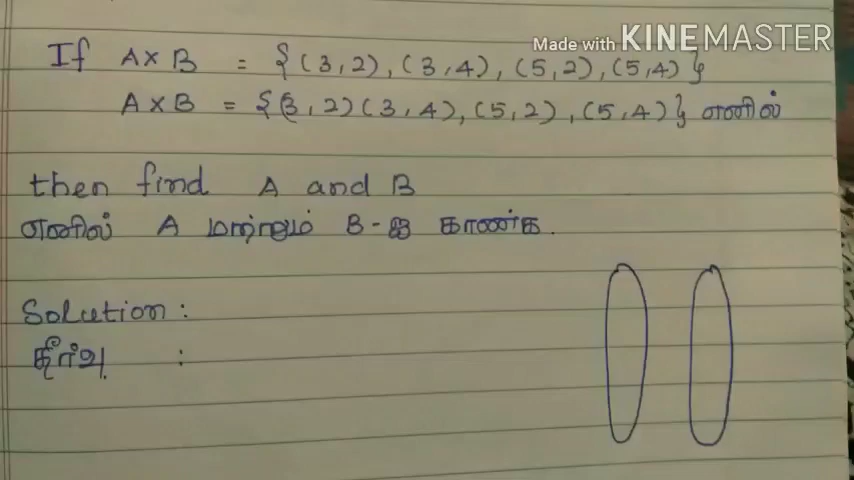 Made with KINEMASTER
If A × B = {(3,2), (3,4), (5,2), (5,4)}
A × B = {(3,2)(3,4), (5,2), (5,4)} எனில்
then find A and B
எனில் A மற்றும் B-ஐ காண்க.
Solution:
தீர்வு :